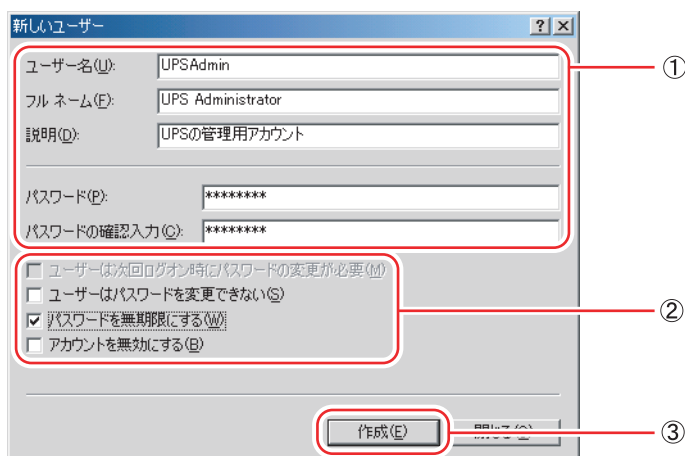 新しいユーザー
ユーザー名(U): UPSAdmin
①
フル ネーム(F): UPS Administrator
説明(D): UPSの管理用アカウント
パスワード(P): ********
パスワードの確認入力(C): ********
ユーザーは次回ログオン時にパスワードの変更が必要(M)
ユーザーはパスワードを変更できない(S)
②
パスワードを無期限にする(W)
アカウントを無効にする(B)
作成(E)
③